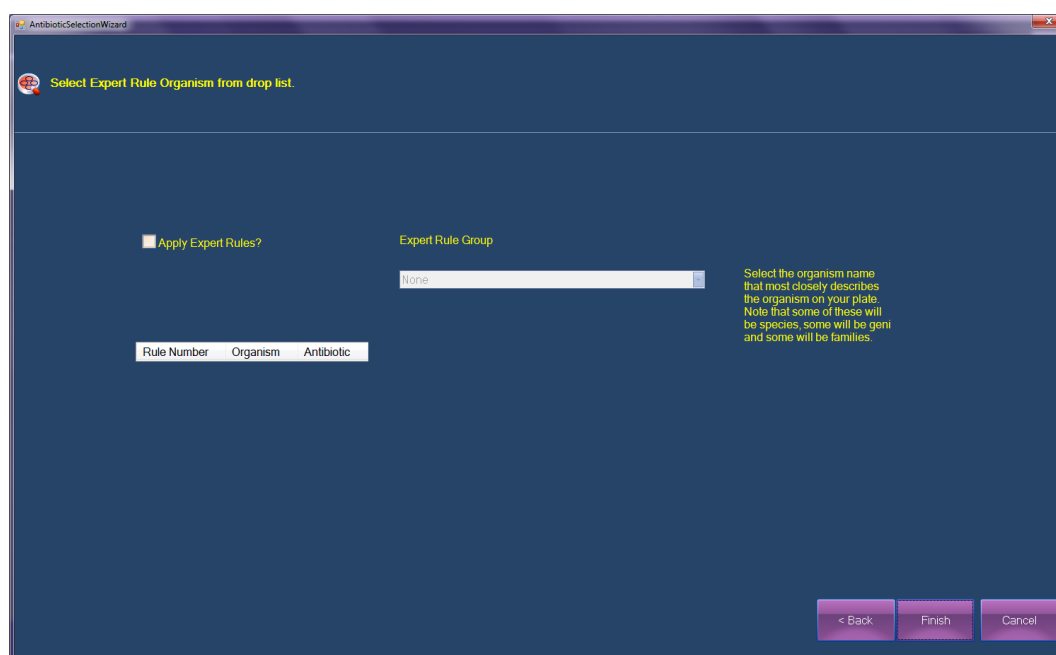 AntibioticSelectionWizard
Select Expert Rule Organism from drop list.
Apply Expert Rules?
Expert Rule Group
None
Select the organism name
that most closely describes
the organism on your plate.
Note that some of these will
be species, some will be geni
and some will be families.
Rule Number Organism Antibiotic
< Back Finish Cancel